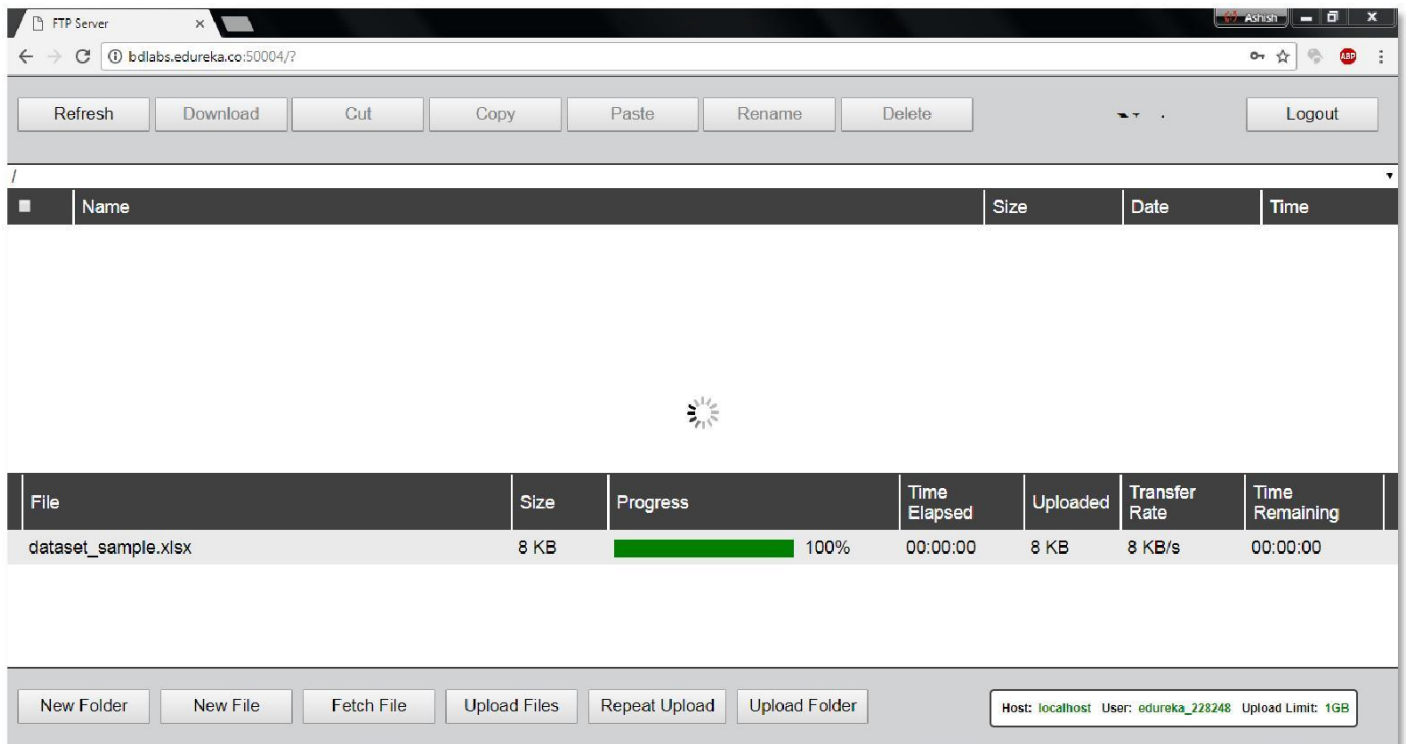 FTP Server
Ashish
bdlabs.edureka.co:50004/?
ABP
Refresh Download Cut Copy Paste Rename Delete Logout
/
Name Size Date Time
File Size Progress Time Elapsed Uploaded Transfer Rate Time Remaining
dataset_sample.xlsx 8 KB 100% 00:00:00 8 KB 8 KB/s 00:00:00
New Folder New File Fetch File Upload Files Repeat Upload Upload Folder Host: localhost User: edureka_228248 Upload Limit: 1GB